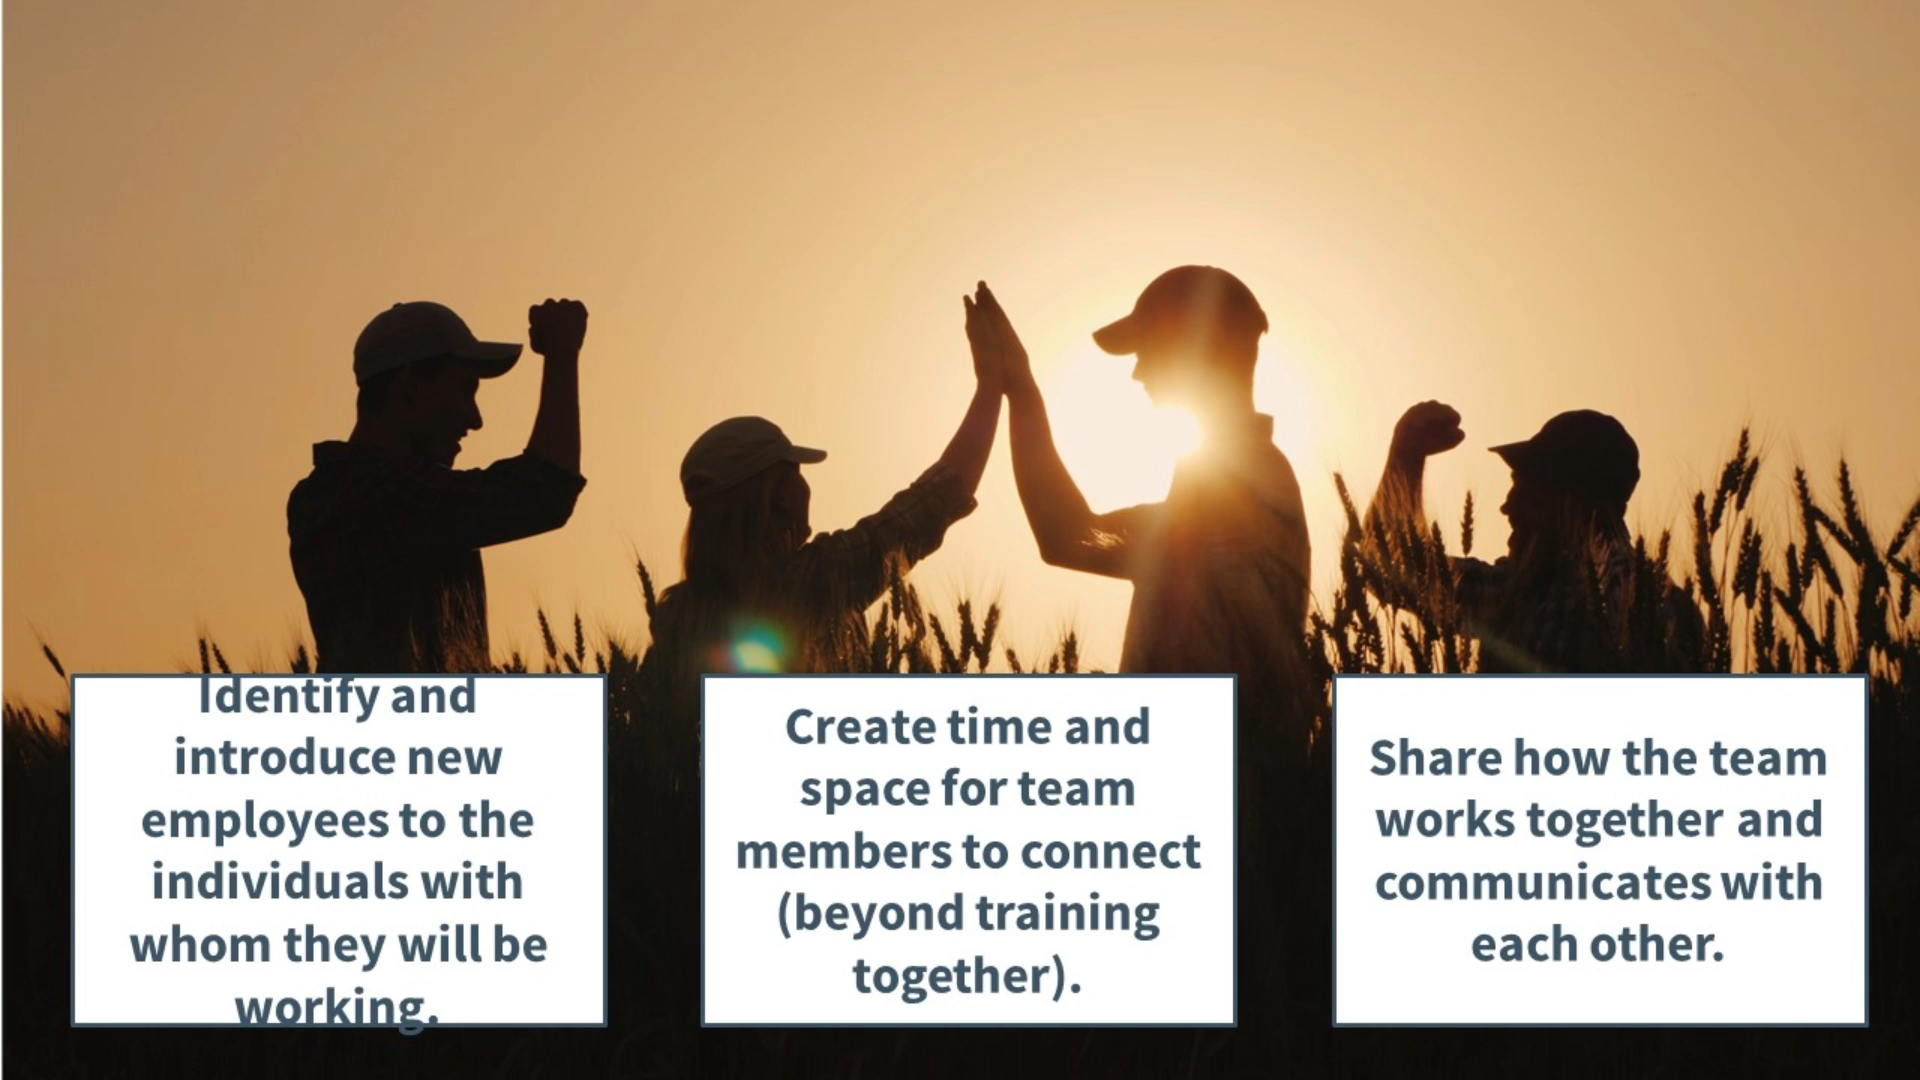 Identify and
introduce new
employees to the
individuals with
whom they will be
working.
Create time and
space for team
members to connect
(beyond training
together).
Share how the team
works together and
communicates with
each other.